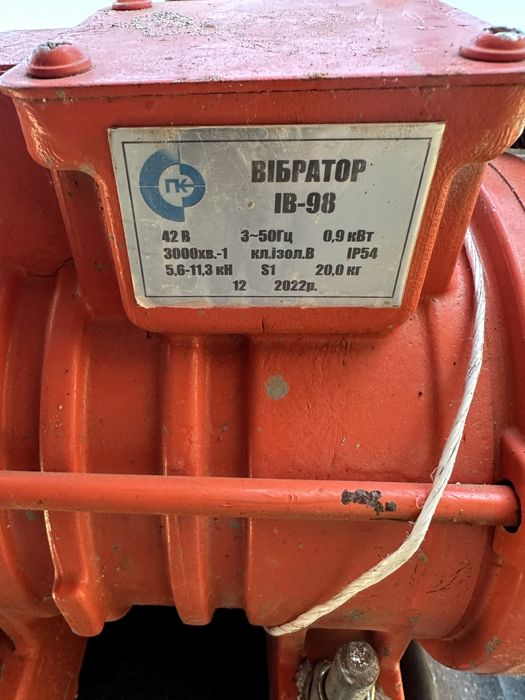 ПК
ВІБРАТОР
ІВ-98
42 В 3~50Гц 0,9 кВт
3000хв.-1 кл.ізол.В IP54
5,6-11,3 кН S1 20,0 кг
12 2022р.